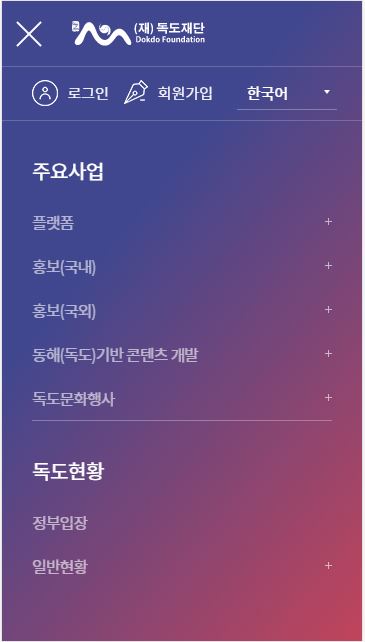 (재) 독도재단
Dokdo Foundation
로그인 회원가입 한국어
주요사업
플랫폼 +
홍보(국내) +
홍보(국외) +
동해(독도)기반 콘텐츠 개발 +
독도문화행사 +
독도현황
정부입장
일반현황 +